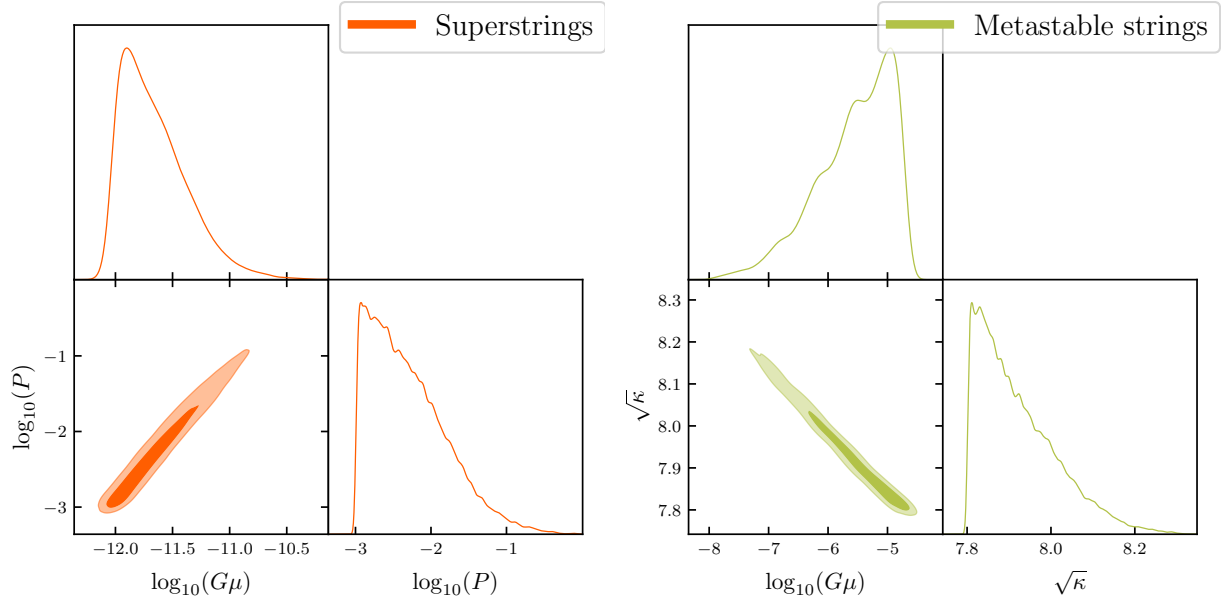 Superstrings
Metastable strings
−1
−2
−3
log₁₀(P)
8.3
8.2
8.1
8.0
7.9
7.8
√κ
−12.0 −11.5 −11.0 −10.5
log₁₀(Gμ)
−3 −2 −1
log₁₀(P)
−8 −7 −6 −5
log₁₀(Gμ)
7.8 8.0 8.2
√κ